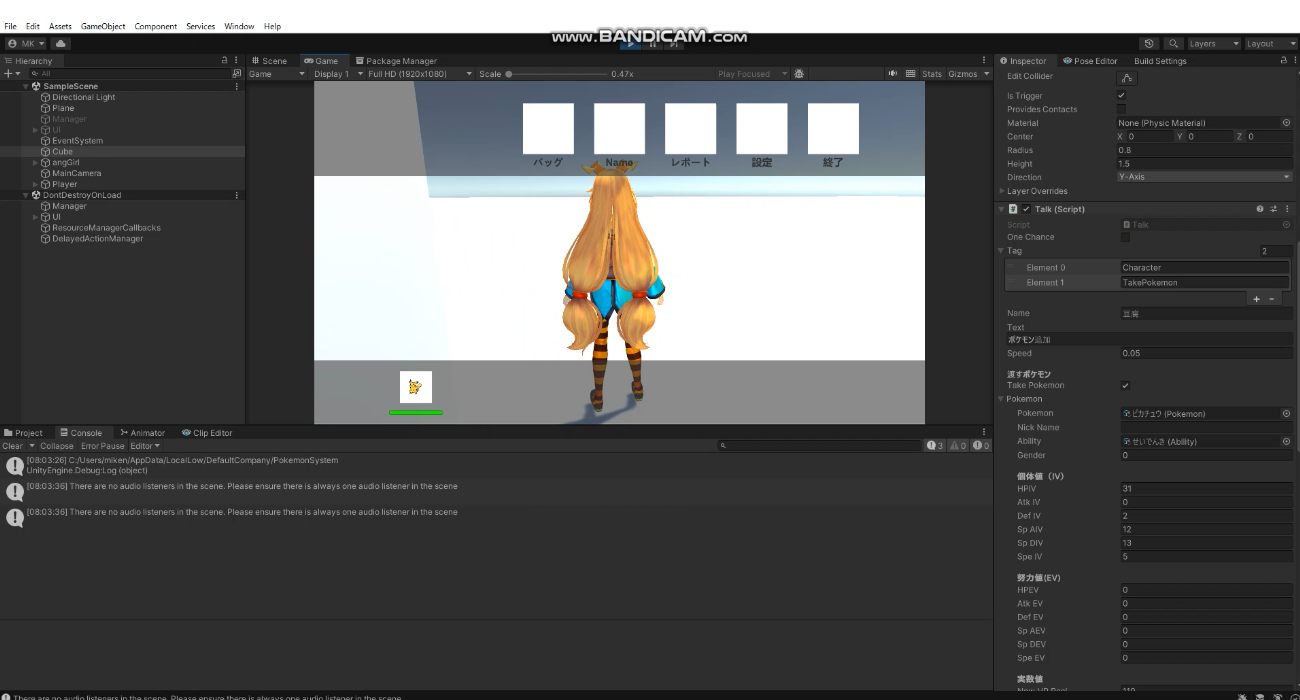 www.BANDICAM.com
File Edit Assets GameObject Component Services Window Help
MK Layers Layout
Hierarchy Scene Game Package Manager Inspector Pose Editor Build Settings
All Game Display 1 Full HD (1920x1080) Scale 0.47x Play Focused Stats Gizmos
SampleScene
Directional Light
Plane
Manager
UI
EventSystem
Cube
angGirl
MainCamera
Player
DontDestroyOnLoad
Manager
UI
ResourceManagerCallbacks
DelayedActionManager
バッグ Name レポート 設定 終了
Edit Collider
Is Trigger
Provides Contacts
Material None (Physic Material)
Center X 0 Y 0 Z 0
Radius 0.8
Height 1.5
Direction Y-Axis
Layer Overrides
Talk (Script)
Script Talk
One Chance
Tag 2
Element 0 Character
Element 1 TakePokemon
Name 豆腐
Text
ポケモン追加
Speed 0.05
渡すポケモン
Take Pokemon
Pokemon
Pokemon ピカチュウ (Pokemon)
Nick Name
Ability せいでんき (Ability)
Gender 0
個体値（IV）
HPIV 31
Atk IV 0
Def IV 2
Sp AIV 12
Sp DIV 13
Spe IV 5
努力値(EV)
HPEV 0
Atk EV 0
Def EV 0
Sp AEV 0
Sp DEV 0
Spe EV 0
実数値
Project Console Animator Clip Editor
Clear Collapse Error Pause Editor 3 0 0
[08:03:26] C:/Users/miken/AppData/LocalLow/DefaultCompany/PokemonSystem
UnityEngine.Debug:Log (object)
[08:03:36] There are no audio listeners in the scene. Please ensure there is always one audio listener in the scene
[08:03:36] There are no audio listeners in the scene. Please ensure there is always one audio listener in the scene
There are no audio listeners in the scene. Please ensure there is always one audio listener in the scene